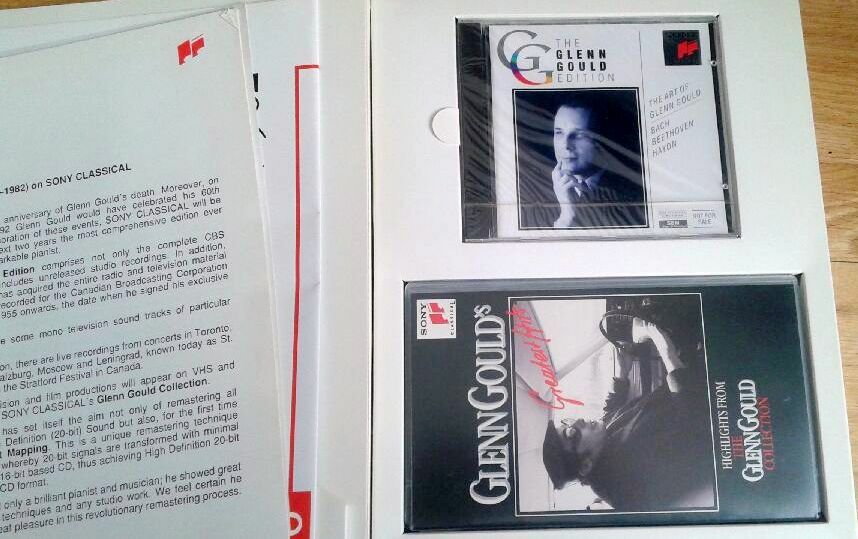 –1982) on SONY CLASSICAL
anniversary of Glenn Gould's death. Moreover, on
92 Glenn Gould would have celebrated his 60th
oration of these events, SONY CLASSICAL will be
ext two years the most comprehensive edition ever
arkable pianist.
Edition comprises not only the complete CBS
includes unreleased studio recordings. In addition,
has acquired the entire radio and television material
recorded for the Canadian Broadcasting Corporation
1955 onwards, the date when he signed his exclusive
e some mono television sound tracks of particular
on, there are live recordings from concerts in Toronto,
alzburg, Moscow and Leningrad, known today as St.
the Stratford Festival in Canada.
vision and film productions will appear on VHS and
SONY CLASSICAL's Glenn Gould Collection.
has set itself the aim not only of remastering all
Definition (20-bit) Sound but also, for the first time
t Mapping. This is a unique remastering technique
whereby 20-bit signals are transformed with minimal
16-bit based CD, thus achieving High Definition 20-bit
CD format.
only a brilliant pianist and musician; he showed great
techniques and any studio work. We feel certain he
eat pleasure in this revolutionary remastering process.
GG
THE
GLENN
GOULD
EDITION
THE ART OF
GLENN GOULD
BACH
BEETHOVEN
HAYDN
SBM
NOT FOR
SALE
SONY
GLENN GOULD'S
Greatest Hits
HIGHLIGHTS FROM
THE
GLENN GOULD
COLLECTION